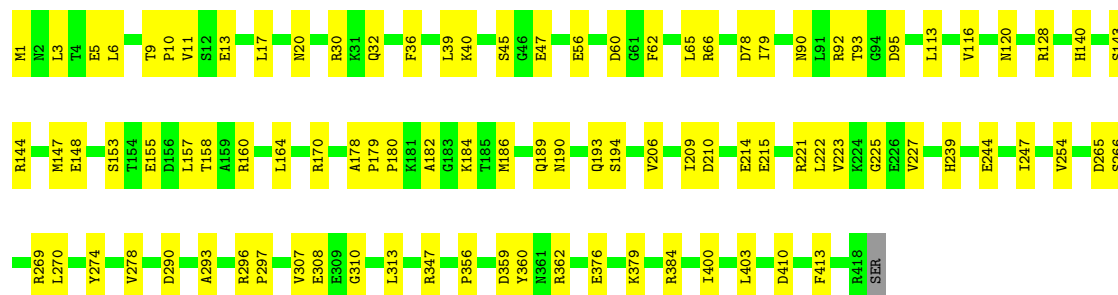 M1 N2 L3 T4 E5 L6 T9 P10 V11 S12 E13 L17 N20 R30 K31 Q32 F36 L39 K40 S45 G46 E47 E56 D60 G61 F62 L65 R66 D78 I79 N90 L91 R92 T93 G94 D95 L113 V116 N120 R128 H140 S143
R144 M147 E148 S153 T154 E155 D156 L157 T158 A159 R160 L164 R170 A178 P179 P180 K181 A182 G183 K184 T185 M186 Q189 N190 Q193 S194 V206 I209 D210 E214 E215 R221 L222 V223 K224 G225 E226 V227 H239 E244 I247 V254 D265 S266
R269 L270 Y274 V278 D290 A293 R296 P297 V307 E308 E309 G310 L313 R347 P356 D359 Y360 N361 R362 E376 K379 R384 I400 L403 D410 F413 R418 SER